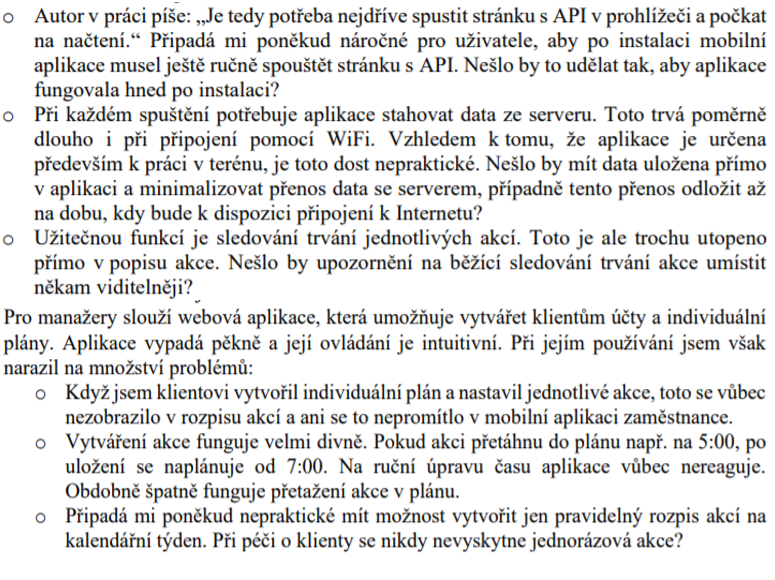 o Autor v práci píše: „Je tedy potřeba nejdříve spustit stránku s API v prohlížeči a počkat
na načtení.“ Připadá mi poněkud náročné pro uživatele, aby po instalaci mobilní
aplikace musel ještě ručně spouštět stránku s API. Nešlo by to udělat tak, aby aplikace
fungovala hned po instalaci?
o Při každém spuštění potřebuje aplikace stahovat data ze serveru. Toto trvá poměrně
dlouho i při připojení pomocí WiFi. Vzhledem k tomu, že aplikace je určena
především k práci v terénu, je toto dost nepraktické. Nešlo by mít data uložena přímo
v aplikaci a minimalizovat přenos data se serverem, případně tento přenos odložit až
na dobu, kdy bude k dispozici připojení k Internetu?
o Užitečnou funkcí je sledování trvání jednotlivých akcí. Toto je ale trochu utopeno
přímo v popisu akce. Nešlo by upozornění na běžící sledování trvání akce umístit
někam viditelněji?
Pro manažery slouží webová aplikace, která umožňuje vytvářet klientům účty a individuální
plány. Aplikace vypadá pěkně a její ovládání je intuitivní. Při jejím používání jsem však
narazil na množství problémů:
o Když jsem klientovi vytvořil individuální plán a nastavil jednotlivé akce, toto se vůbec
nezobrazilo v rozpisu akcí a ani se to nepromítlo v mobilní aplikaci zaměstnance.
o Vytváření akce funguje velmi divně. Pokud akci přetáhnu do plánu např. na 5:00, po
uložení se naplánuje od 7:00. Na ruční úpravu času aplikace vůbec nereaguje.
Obdobně špatně funguje přetažení akce v plánu.
o Připadá mi poněkud nepraktické mít možnost vytvořit jen pravidelný rozpis akcí na
kalendářní týden. Při péči o klienty se nikdy nevyskytne jednorázová akce?